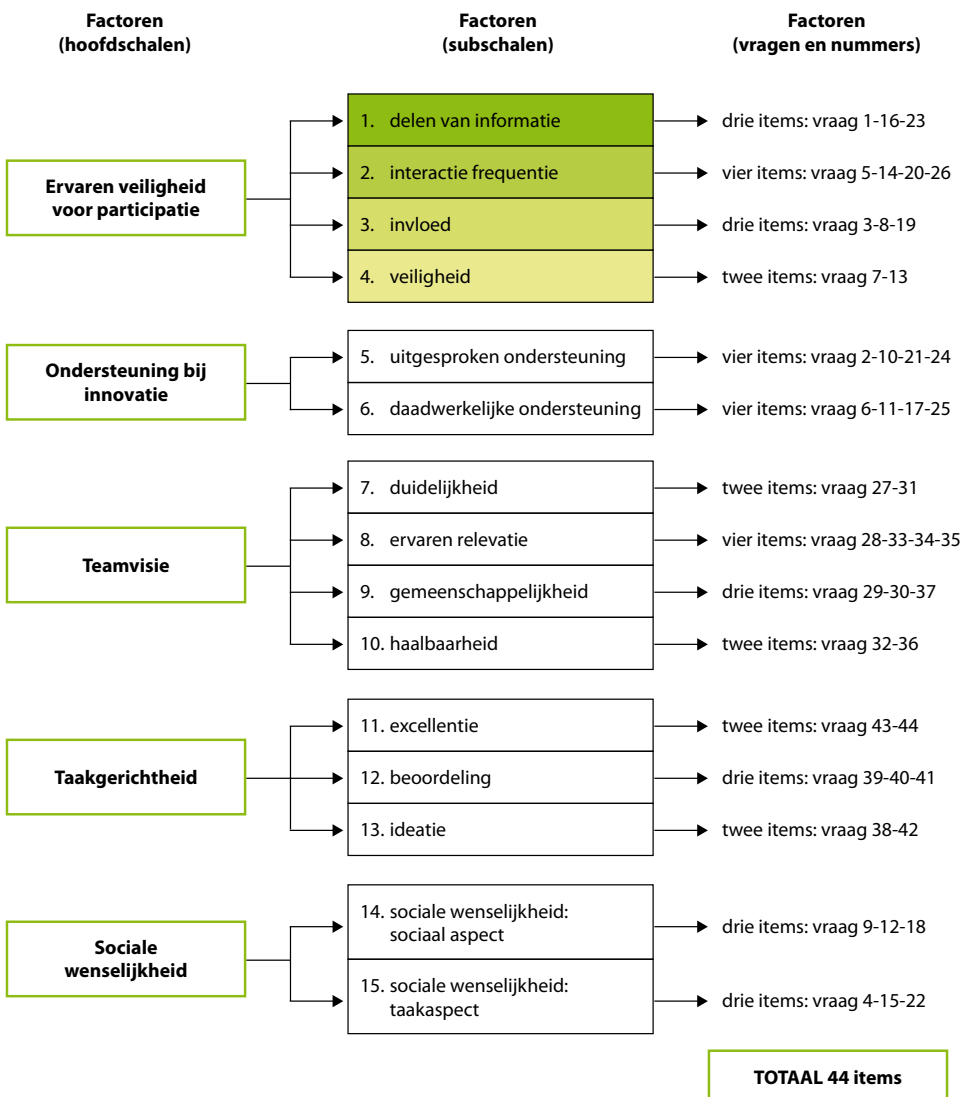 Factoren
(hoofdschalen)
Factoren
(subschalen)
Factoren
(vragen en nummers)
Ervaren veiligheid
voor participatie
1. delen van informatie
drie items: vraag 1-16-23
2. interactie frequentie
vier items: vraag 5-14-20-26
3. invloed
drie items: vraag 3-8-19
4. veiligheid
twee items: vraag 7-13
Ondersteuning bij
innovatie
5. uitgesproken ondersteuning
vier items: vraag 2-10-21-24
6. daadwerkelijke ondersteuning
vier items: vraag 6-11-17-25
Teamvisie
7. duidelijkheid
twee items: vraag 27-31
8. ervaren relevatie
vier items: vraag 28-33-34-35
9. gemeenschappelijkheid
drie items: vraag 29-30-37
10. haalbaarheid
twee items: vraag 32-36
Taakgerichtheid
11. excellentie
twee items: vraag 43-44
12. beoordeling
drie items: vraag 39-40-41
13. ideatie
twee items: vraag 38-42
Sociale
wenselijkheid
14. sociale wenselijkheid:
sociaal aspect
drie items: vraag 9-12-18
15. sociale wenselijkheid:
taakaspect
drie items: vraag 4-15-22
TOTAAL 44 items